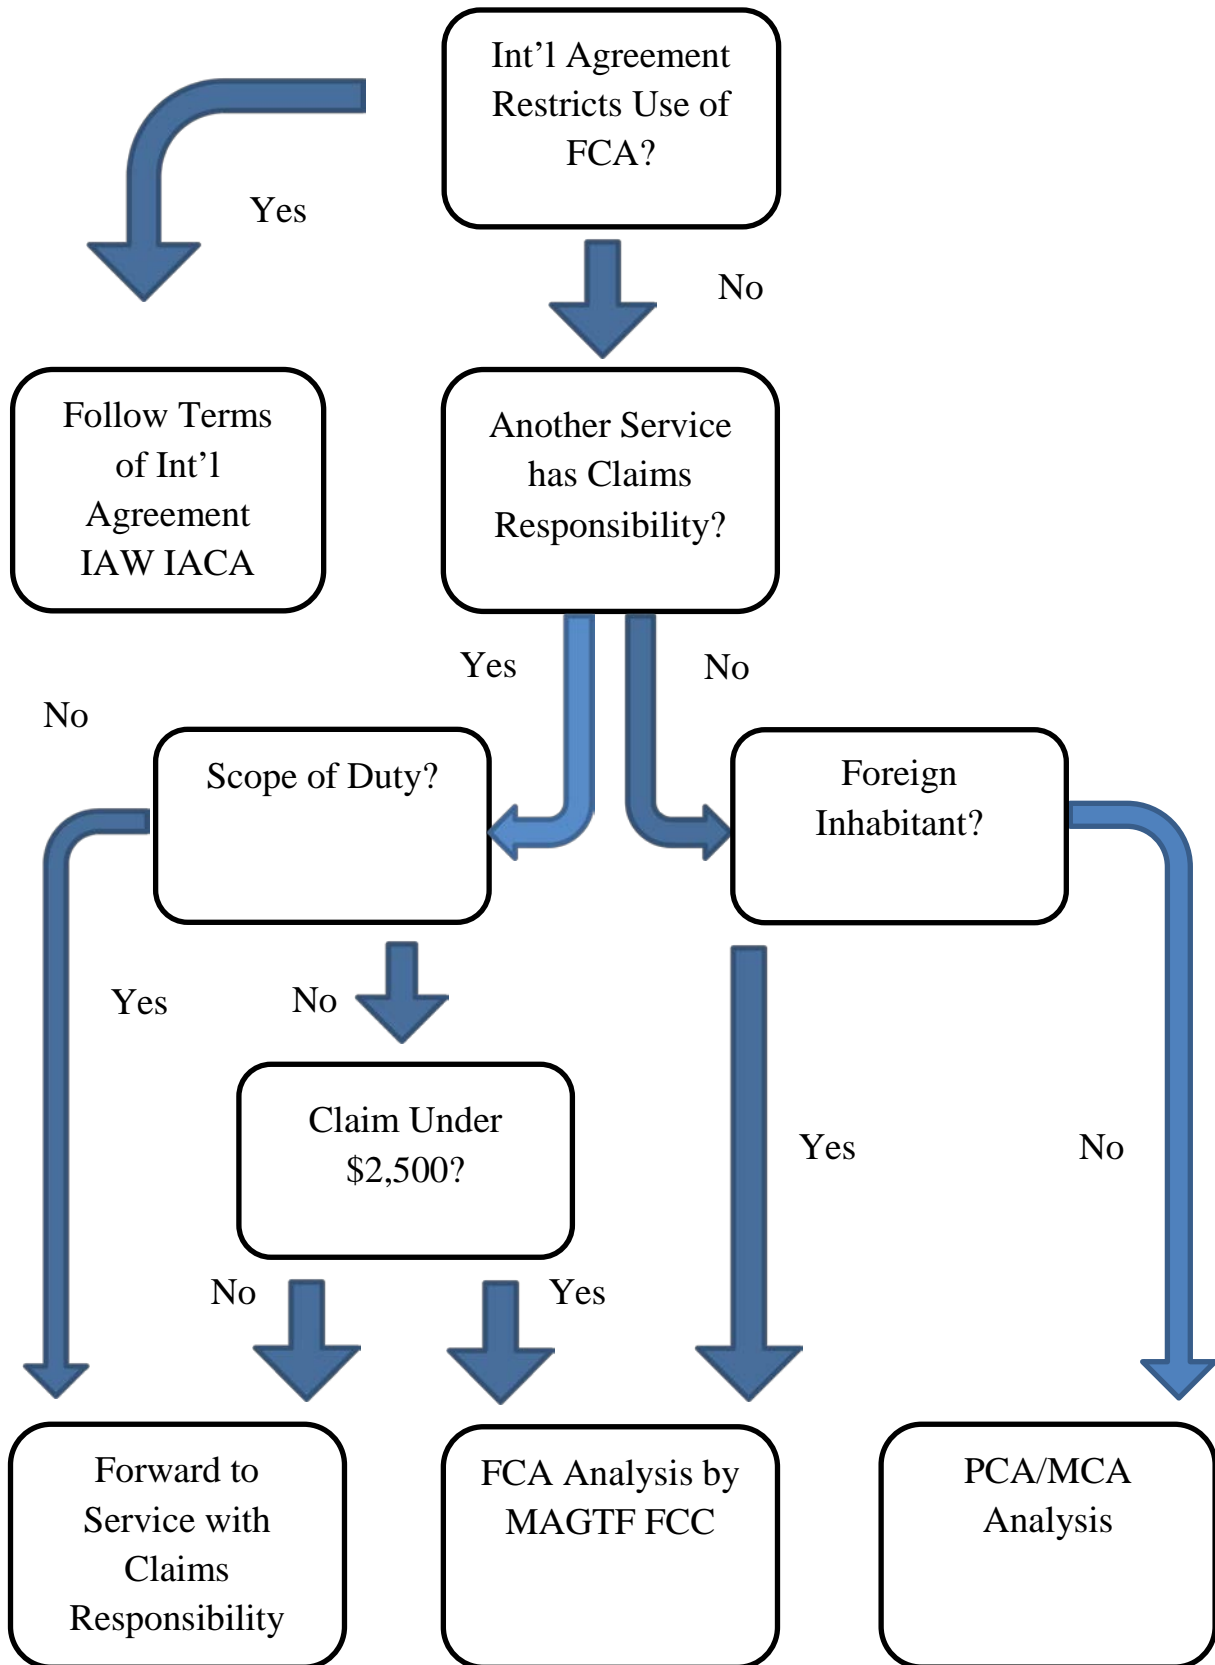 Int’l Agreement
Restricts Use of
FCA?
Yes
No
Follow Terms
of Int’l
Agreement
IAW IACA
Another Service
has Claims
Responsibility?
Yes
No
No
Scope of Duty?
Foreign
Inhabitant?
Yes
No
Claim Under
$2,500?
Yes
No
No
Yes
Forward to
Service with
Claims
Responsibility
FCA Analysis by
MAGTF FCC
PCA/MCA
Analysis